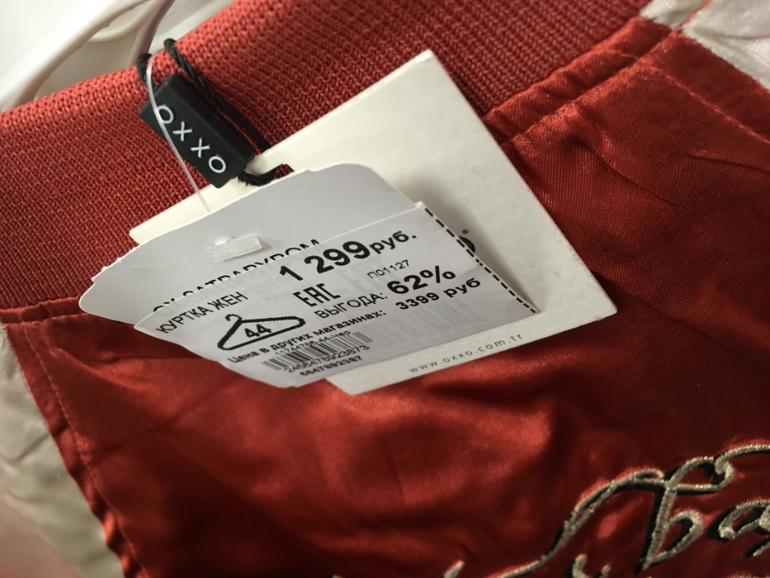 OXXO
1 299 руб.
КУРТКА ЖЕН
ЕАС
П01127
44
ВЫГОДА: 62%
Цена в других магазинах: 3399 руб
6647892387
www.oxxo.com.tr